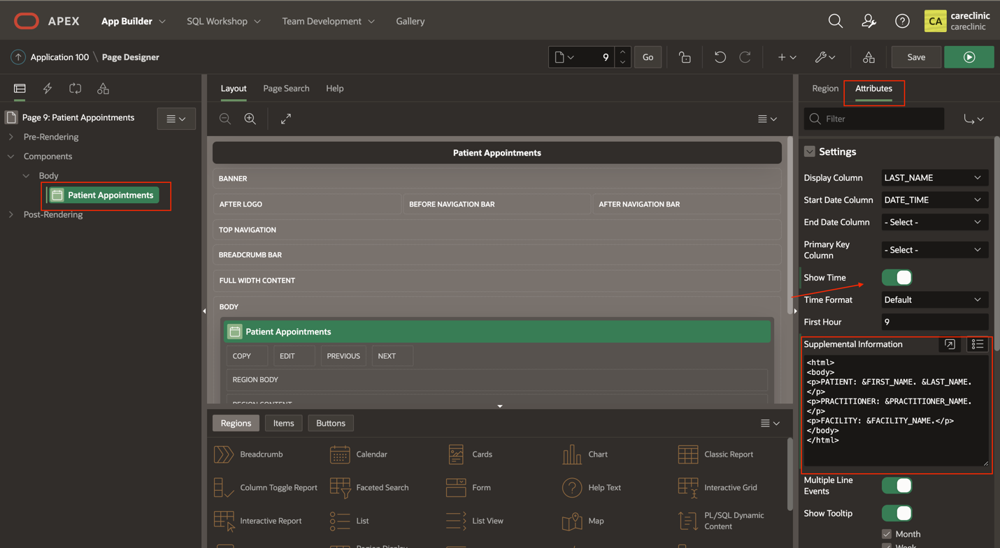 APEX App Builder SQL Workshop Team Development Gallery CA careclinic
careclinic
Application 100 \ Page Designer 9 Go Save
Layout Page Search Help
Region Attributes
Page 9: Patient Appointments
Pre-Rendering
Components
Body
Patient Appointments
Post-Rendering
Patient Appointments
BANNER
AFTER LOGO BEFORE NAVIGATION BAR AFTER NAVIGATION BAR
TOP NAVIGATION
BREADCRUMB BAR
FULL WIDTH CONTENT
BODY
Patient Appointments
COPY EDIT PREVIOUS NEXT
REGION BODY
REGION CONTENT
Regions Items Buttons
Breadcrumb Calendar Cards Chart Classic Report
Column Toggle Report Faceted Search Form Help Text Interactive Grid
Interactive Report List List View Map PL/SQL Dynamic
Content
Region Display
Filter
Settings
Display Column LAST_NAME
Start Date Column DATE_TIME
End Date Column - Select -
Primary Key
Column - Select -
Show Time
Time Format Default
First Hour 9
Supplemental Information
<html>
<body>
<p>PATIENT: &FIRST_NAME. &LAST_NAME.
</p>
<p>PRACTITIONER: &PRACTITIONER_NAME.
</p>
<p>FACILITY: &FACILITY_NAME.</p>
</body>
</html>
Multiple Line
Events
Show Tooltip
Month
Week